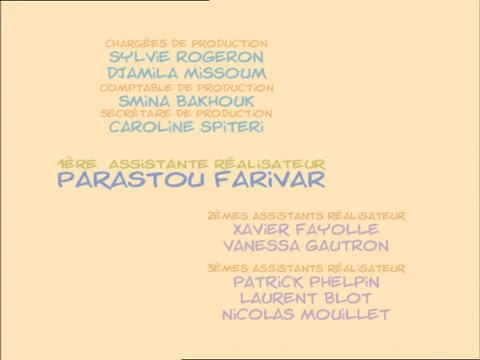 CHARGÉES DE PRODUCTION
SYLVIE ROGERON
DJAMILA MISSOUM
COMPTABLE DE PRODUCTION
SMINA BAKHOUK
SECRÉTAIRE DE PRODUCTION
CAROLINE SPITERI
1ÈRE ASSISTANTE RÉALISATEUR
PARASTOU FARIVAR
2ÈMES ASSISTANTS RÉALISATEUR
XAVIER FAYOLLE
VANESSA GAUTRON
3ÈMES ASSISTANTS RÉALISATEUR
PATRICK PHELPIN
LAURENT BLOT
NICOLAS MOUILLET